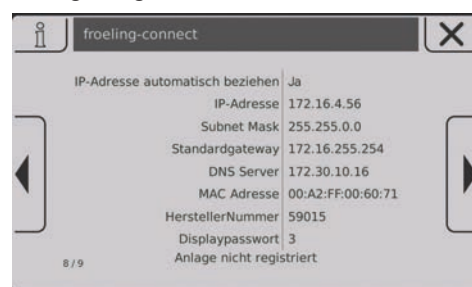 froeling-connect
IP-Adresse automatisch beziehen Ja
IP-Adresse 172.16.4.56
Subnet Mask 255.255.0.0
Standardgateway 172.16.255.254
DNS Server 172.30.10.16
MAC Adresse 00:A2:FF:00:60:71
HerstellerNummer 59015
Displaypasswort 3
Anlage nicht registriert
8/9